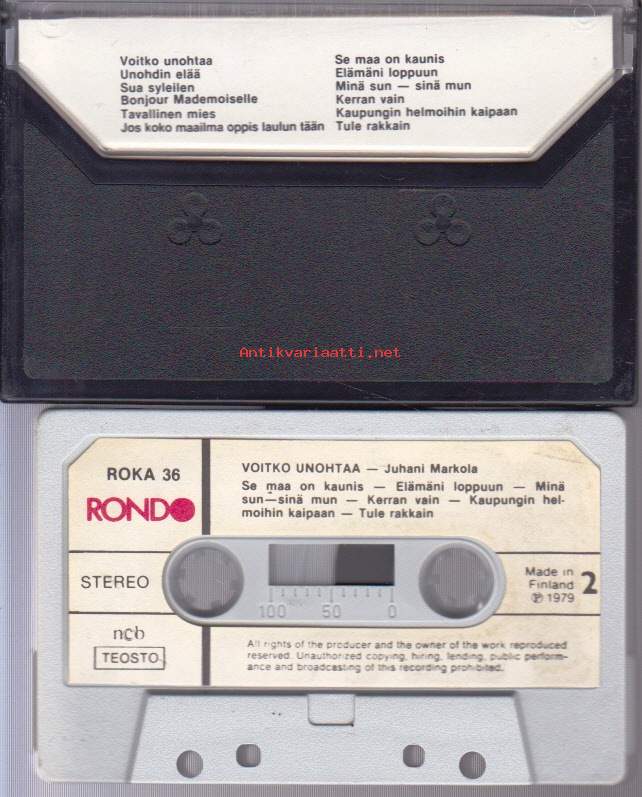 Voitko unohtaa
Unohdin elää
Sua syleilen
Bonjour Mademoiselle
Tavallinen mies
Jos koko maailma oppis laulun tään
Se maa on kaunis
Elämäni loppuun
Minä sun — sinä mun
Kerran vain
Kaupungin helmoihin kaipaan
Tule rakkain
Antikvariaatti.net
ROKA 36
RONDO
STEREO
ncb
TEOSTO
VOITKO UNOHTAA — Juhani Markola
Se maa on kaunis — Elämäni loppuun — Minä
sun—sinä mun — Kerran vain — Kaupungin hel-
moihin kaipaan — Tule rakkain
100 50 0
Made in
Finland
℗ 1979
2
All rights of the producer and the owner of the work reproduced
reserved. Unauthorized copying, hiring, lending, public perform-
ance and broadcasting of this recording prohibited.